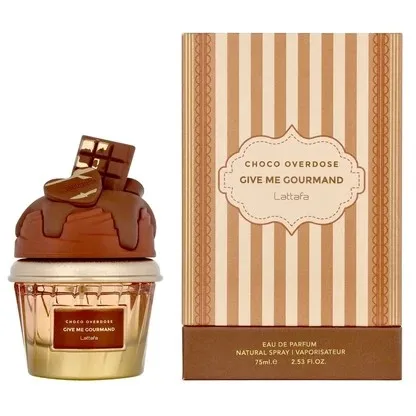 CHOCO OVERDOSE
GIVE ME GOURMAND
Lattafa
CHOCO OVERDOSE
GIVE ME GOURMAND
Lattafa
EAU DE PARFUM
NATURAL SPRAY | VAPORISATEUR
75ml.℮ 2.53 FL.OZ.